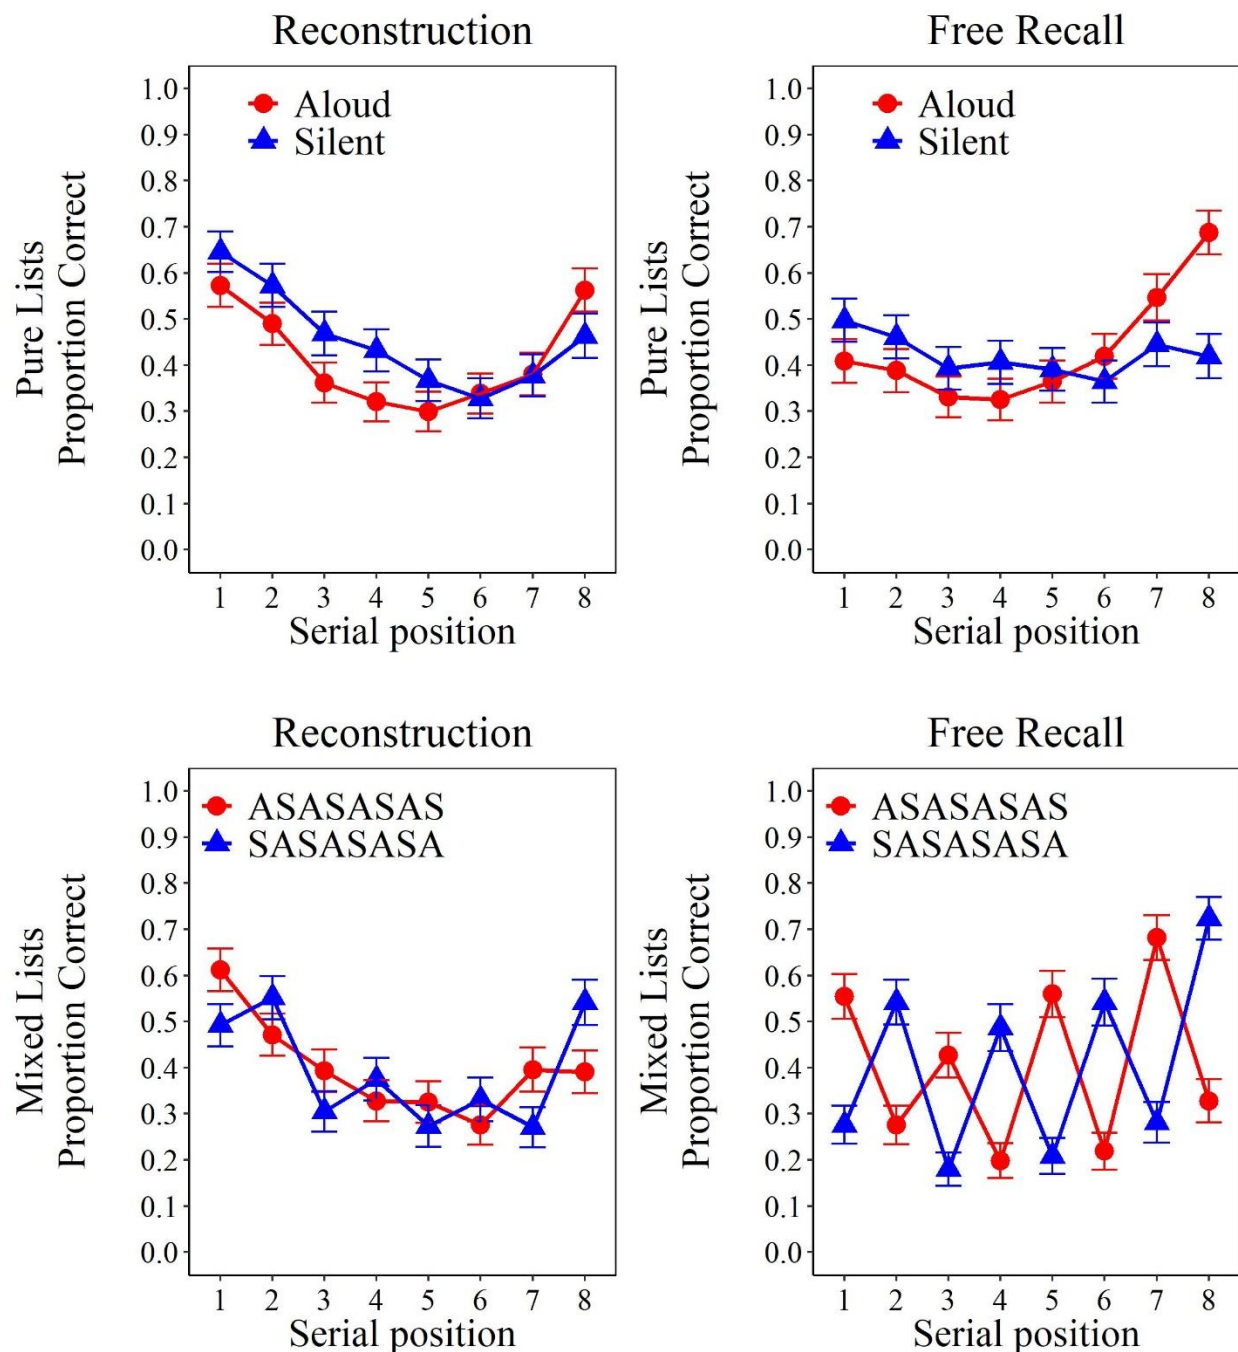 Reconstruction
Aloud
Silent
Pure Lists
Proportion Correct
1.0
0.9
0.8
0.7
0.6
0.5
0.4
0.3
0.2
0.1
0.0
1 2 3 4 5 6 7 8
Serial position
Free Recall
Aloud
Silent
Pure Lists
Proportion Correct
1.0
0.9
0.8
0.7
0.6
0.5
0.4
0.3
0.2
0.1
0.0
1 2 3 4 5 6 7 8
Serial position
Reconstruction
ASASASAS
SASASASA
Mixed Lists
Proportion Correct
1.0
0.9
0.8
0.7
0.6
0.5
0.4
0.3
0.2
0.1
0.0
1 2 3 4 5 6 7 8
Serial position
Free Recall
ASASASAS
SASASASA
Mixed Lists
Proportion Correct
1.0
0.9
0.8
0.7
0.6
0.5
0.4
0.3
0.2
0.1
0.0
1 2 3 4 5 6 7 8
Serial position